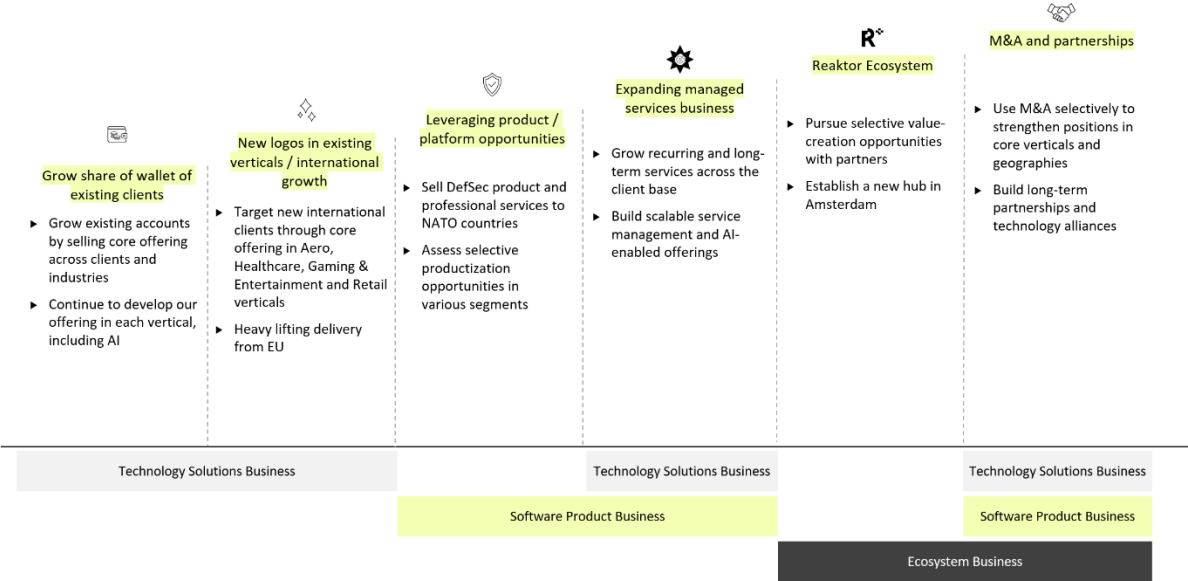 Grow share of wallet of
existing clients
Grow existing accounts
by selling core offering
across clients and
industries
Continue to develop our
offering in each vertical,
including AI
New logos in existing
verticals / international
growth
Target new international
clients through core
offering in Aero,
Healthcare, Gaming &
Entertainment and Retail
verticals
Heavy lifting delivery
from EU
Leveraging product /
platform opportunities
Sell DefSec product and
professional services to
NATO countries
Assess selective
productization
opportunities in
various segments
Expanding managed
services business
Grow recurring and long-
term services across the
client base
Build scalable service
management and AI-
enabled offerings
R
Reaktor Ecosystem
Pursue selective value-
creation opportunities
with partners
Establish a new hub in
Amsterdam
M&A and partnerships
Use M&A selectively to
strengthen positions in
core verticals and
geographies
Build long-term
partnerships and
technology alliances
Technology Solutions Business
Technology Solutions Business
Technology Solutions Business
Software Product Business
Software Product Business
Ecosystem Business